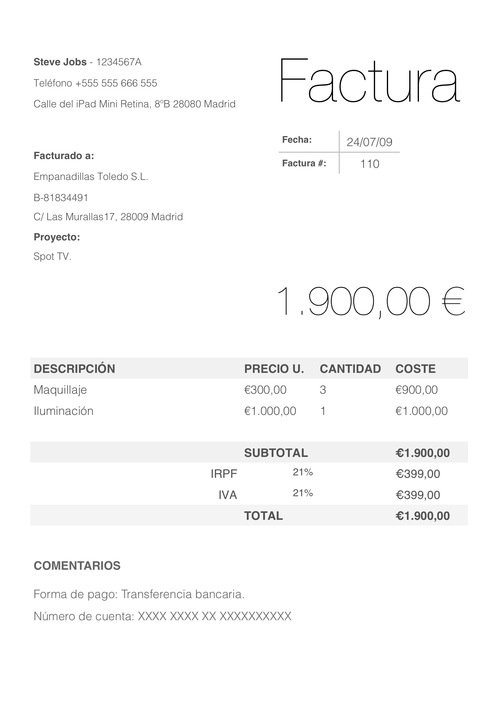 Steve Jobs - 1234567A
Teléfono +555 555 666 555
Calle del iPad Mini Retina, 8ºB 28080 Madrid
Factura
Fecha: 24/07/09
Factura #: 110
Facturado a:
Empanadillas Toledo S.L.
B-81834491
C/ Las Murallas17, 28009 Madrid
Proyecto:
Spot TV.
1.900,00 €
DESCRIPCIÓN PRECIO U. CANTIDAD COSTE
Maquillaje €300,00 3 €900,00
Iluminación €1.000,00 1 €1.000,00
SUBTOTAL €1.900,00
IRPF 21% €399,00
IVA 21% €399,00
TOTAL €1.900,00
COMENTARIOS
Forma de pago: Transferencia bancaria.
Número de cuenta: XXXX XXXX XX XXXXXXXXXX